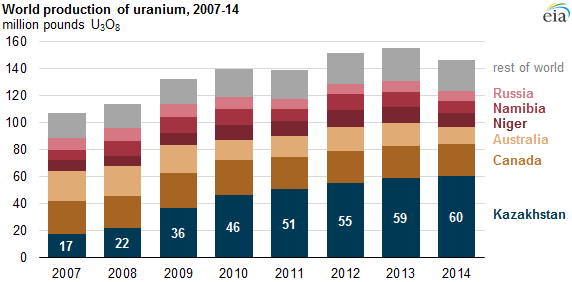 World production of uranium, 2007-14
million pounds U₃O₈
eia
160
140
120
100
80
60
40
20
0
rest of world
Russia
Namibia
Niger
Australia
Canada
Kazakhstan
17 22 36 46 51 55 59 60
2007 2008 2009 2010 2011 2012 2013 2014